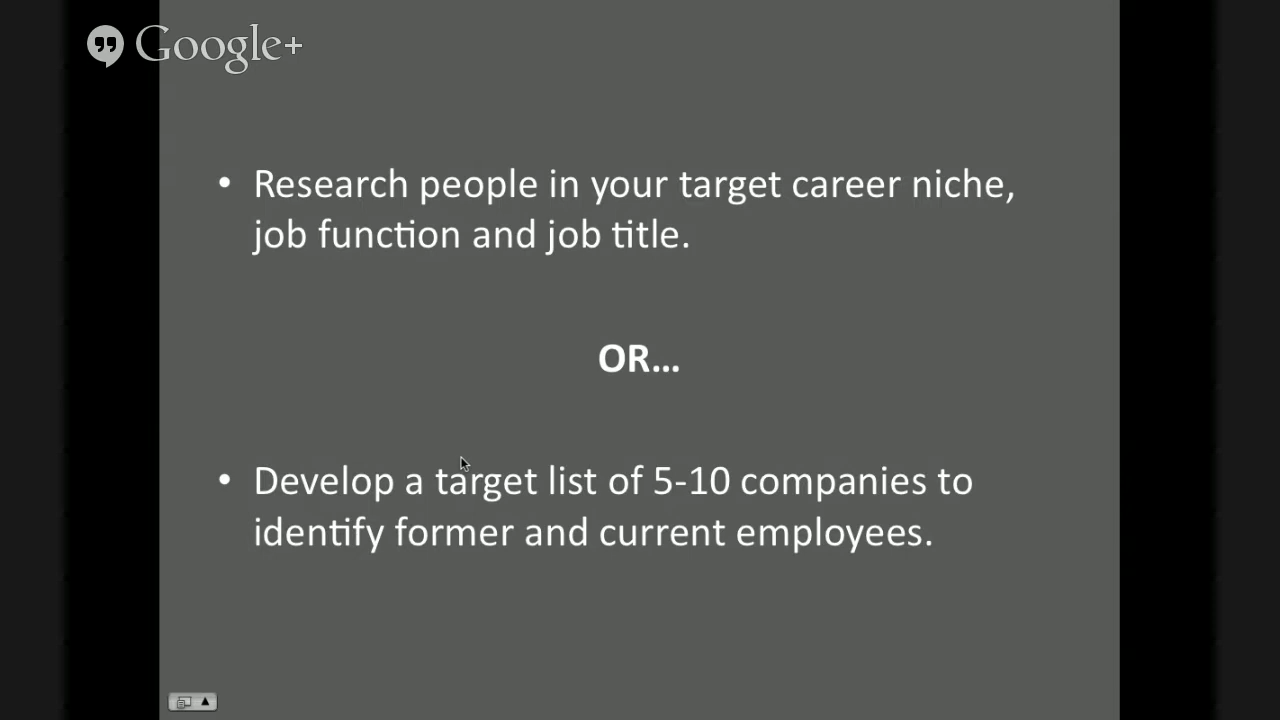 Google+
• Research people in your target career niche,
job function and job title.
OR...
• Develop a target list of 5-10 companies to
identify former and current employees.